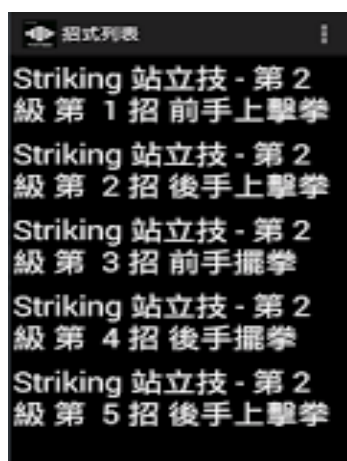 招式列表
Striking 站立技 - 第 2
級 第 1 招 前手上擊拳
Striking 站立技 - 第 2
級 第 2 招 後手上擊拳
Striking 站立技 - 第 2
級 第 3 招 前手擺拳
Striking 站立技 - 第 2
級 第 4 招 後手擺拳
Striking 站立技 - 第 2
級 第 5 招 後手上擊拳